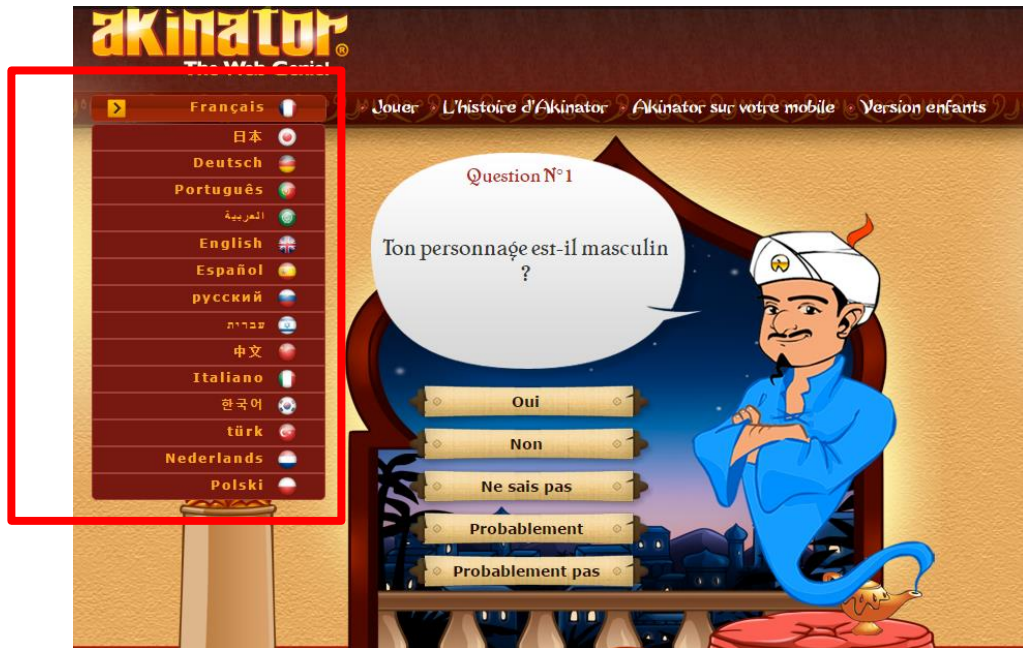 akinator®
The Web Genie!
Français
Jouer · L'histoire d'Akinator · Akinator sur votre mobile · Version enfants
日本
Deutsch
Português
العربية
English
Español
русский
עברית
中文
Italiano
한국어
türk
Nederlands
Polski
Question N°1
Ton personnage est-il masculin
?
Oui
Non
Ne sais pas
Probablement
Probablement pas